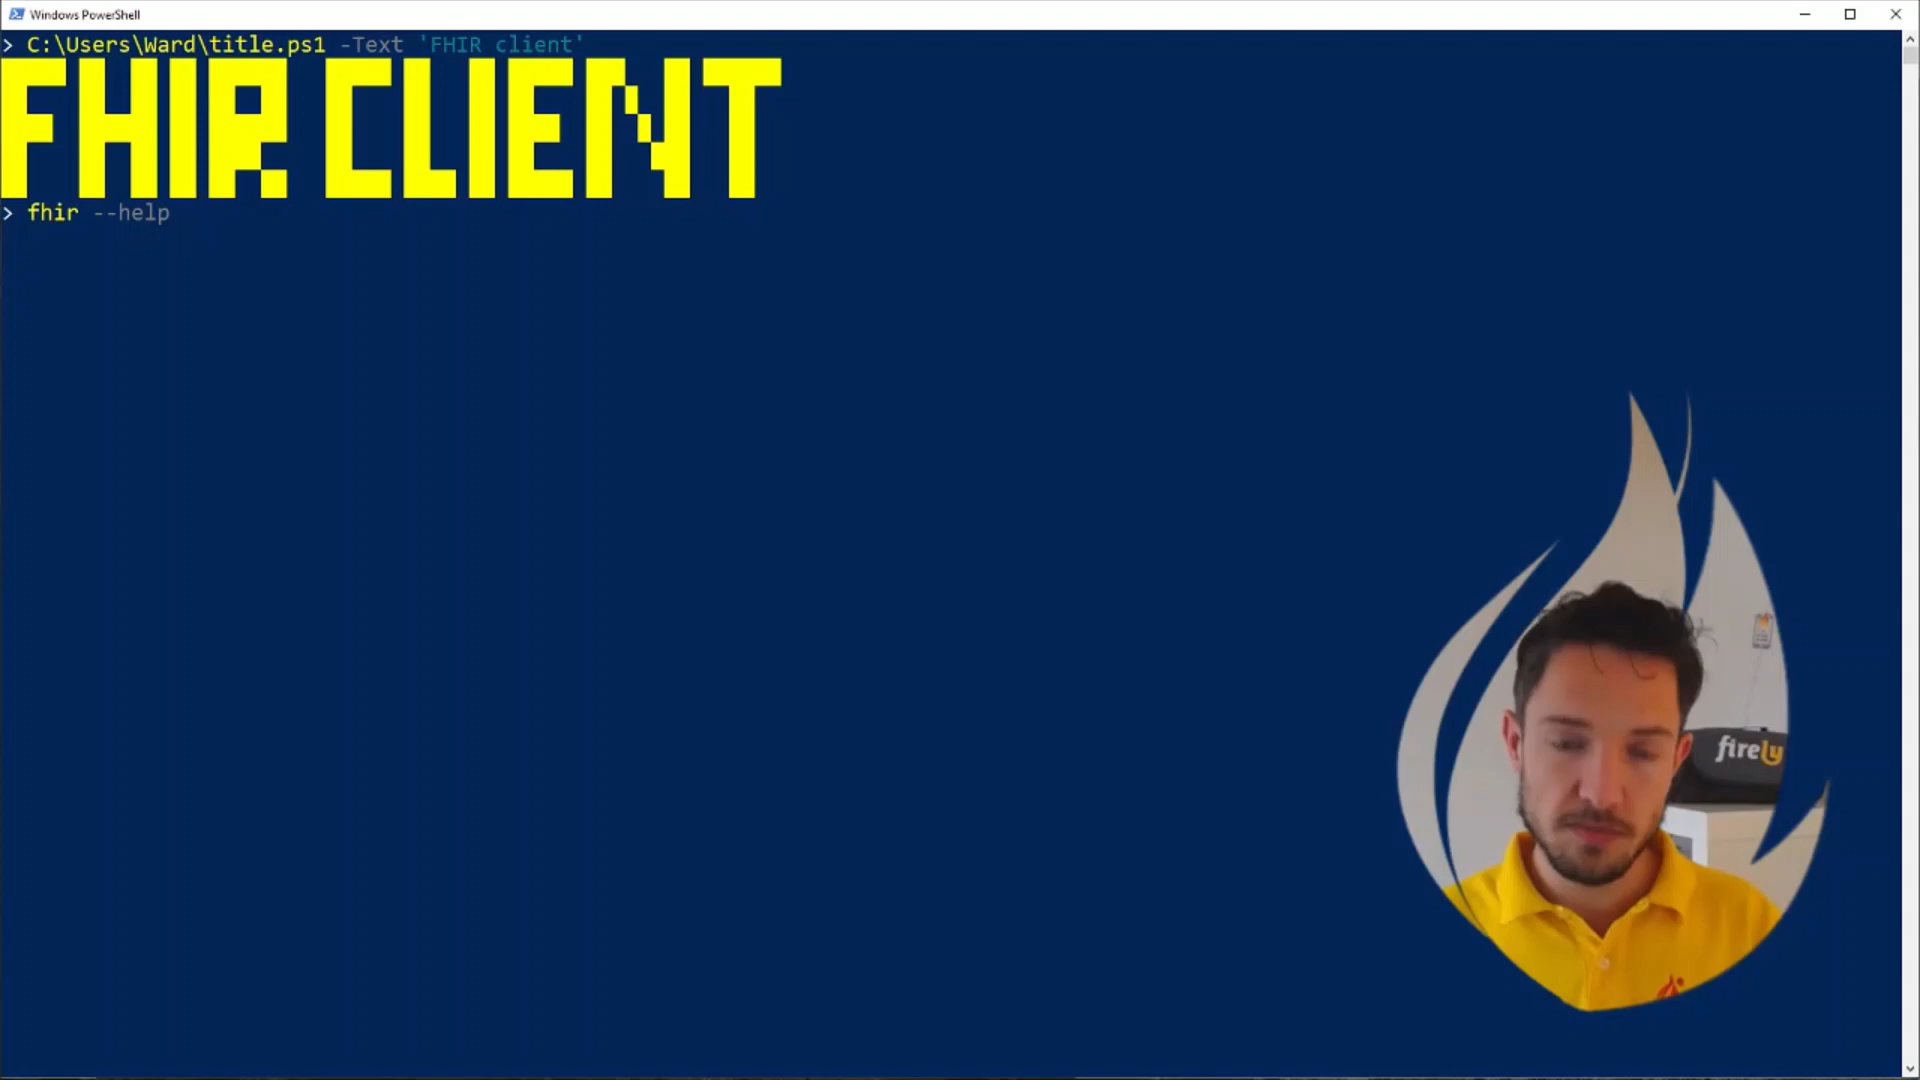 Windows PowerShell
> C:\Users\Ward\title.ps1 -Text 'FHIR client'
FHIR CLIENT
> fhir --help
firely